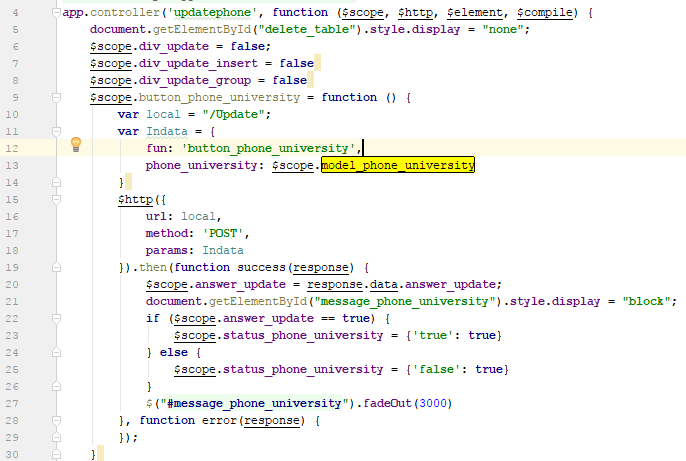 4 app.controller('updatephone', function ($scope, $http, $element, $compile) {
5 document.getElementById("delete_table").style.display = "none";
6 $scope.div_update = false;
7 $scope.div_update_insert = false
8 $scope.div_update_group = false
9 $scope.button_phone_university = function () {
10 var local = "/Update";
11 var Indata = {
12 fun: 'button_phone_university',
13 phone_university: $scope.model_phone_university
14 }
15 $http({
16 url: local,
17 method: 'POST',
18 params: Indata
19 }).then(function success(response) {
20 $scope.answer_update = response.data.answer_update;
21 document.getElementById("message_phone_university").style.display = "block";
22 if ($scope.answer_update == true) {
23 $scope.status_phone_university = {'true': true}
24 } else {
25 $scope.status_phone_university = {'false': true}
26 }
27 $("#message_phone_university").fadeOut(3000)
28 }, function error(response) {
29 });
30 }